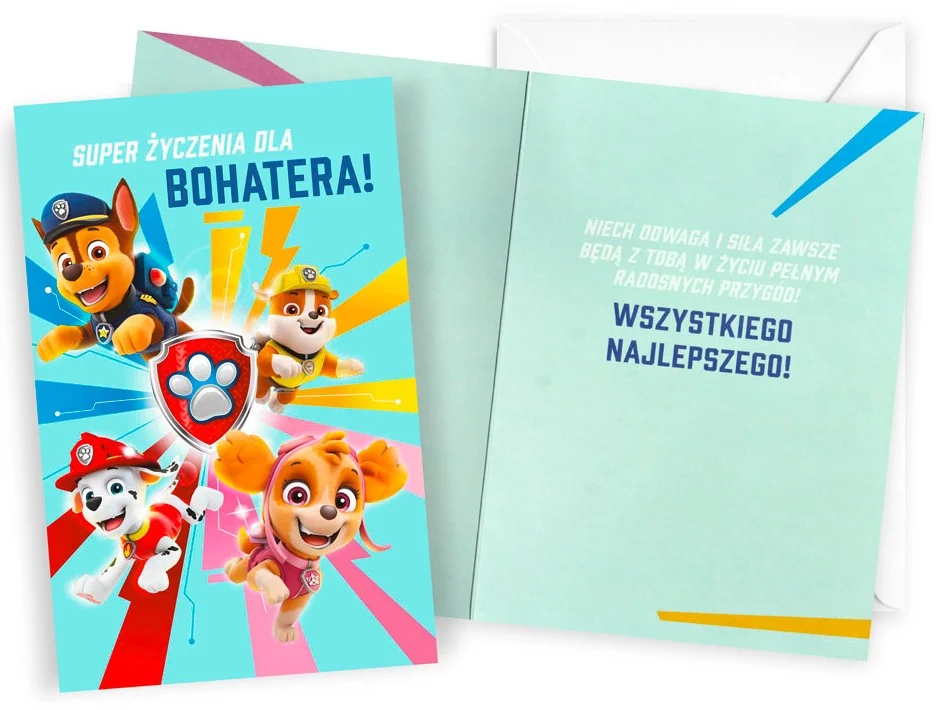 SUPER ŻYCZENIA DLA
BOHATERA!
NIECH ODWAGA I SIŁA ZAWSZE
BĘDĄ Z TOBĄ W ŻYCIU PEŁNYM
RADOSNYCH PRZYGÓD!
WSZYSTKIEGO
NAJLEPSZEGO!